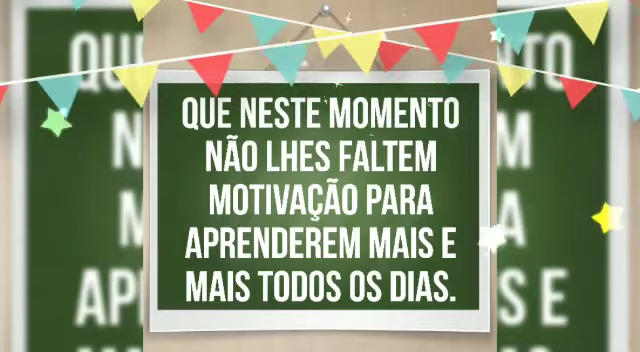 QUE NESTE MOMENTO
NÃO LHES FALTEM
MOTIVAÇÃO PARA
APRENDEREM MAIS E
MAIS TODOS OS DIAS.